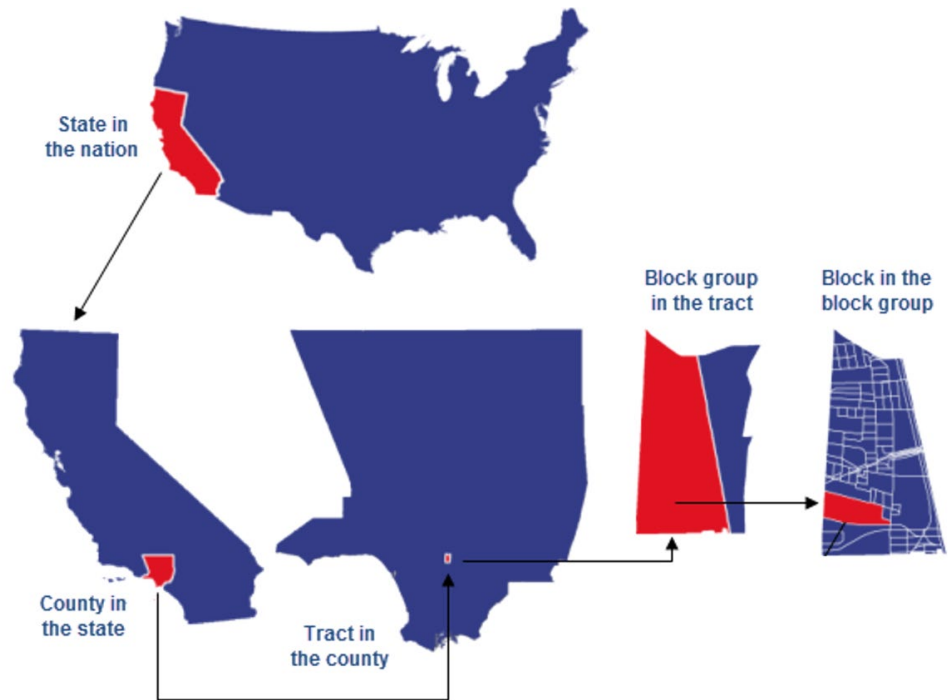 State in
the nation
Block group
in the tract
Block in the
block group
County in
the state
Tract in
the county